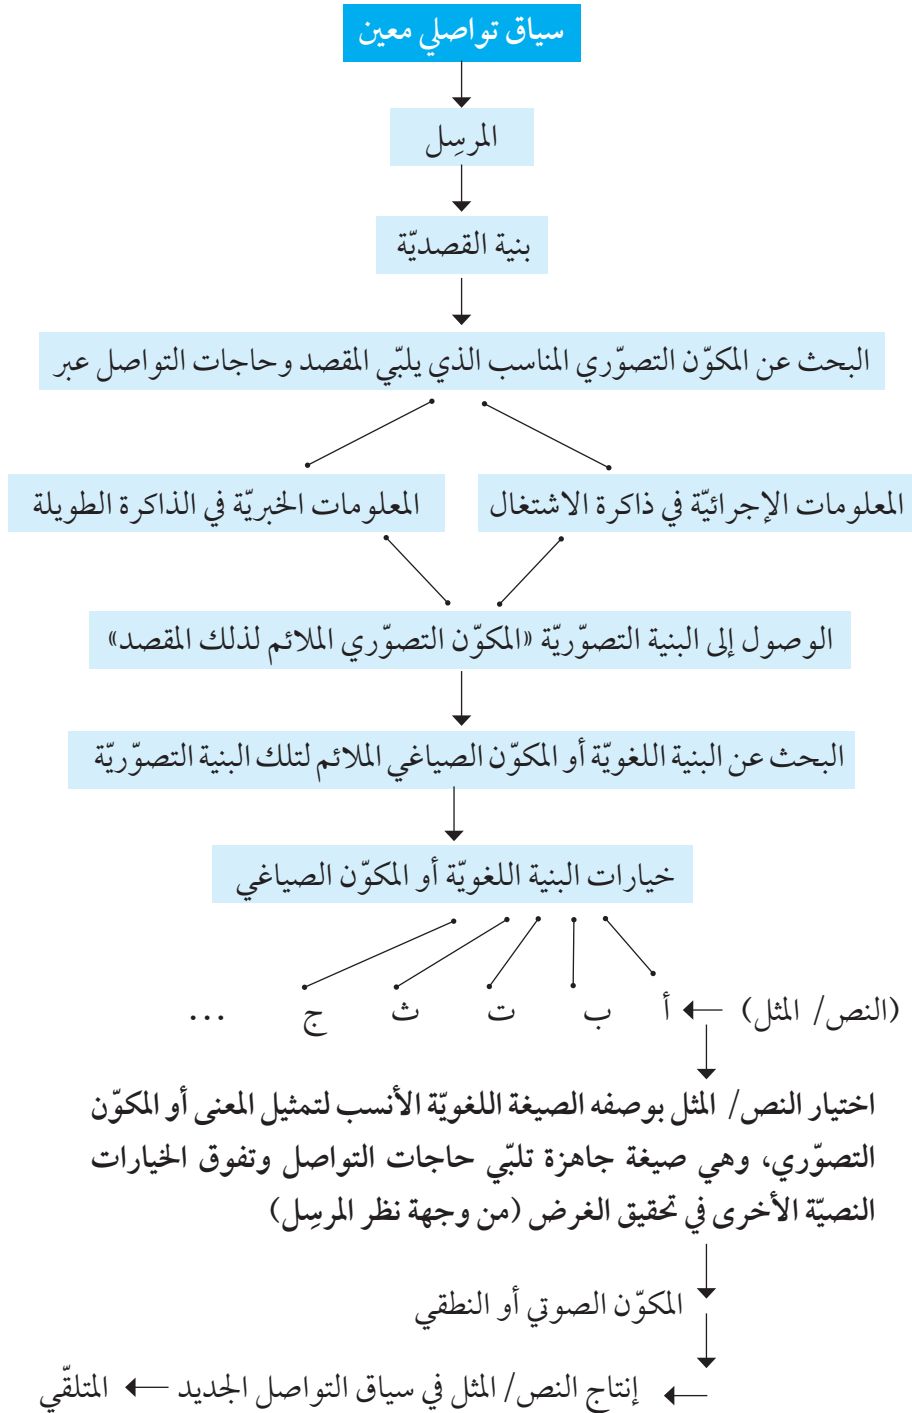 سياق تواصلي معين
المرسِل
بنية القصديّة
البحث عن المكوّن التصوّري المناسب الذي يلبّي المقصد وحاجات التواصل عبر
المعلومات الإجرائيّة في ذاكرة الاشتغال
المعلومات الخبريّة في الذاكرة الطويلة
الوصول إلى البنية التصوّريّة «المكوّن التصوّري الملائم لذلك المقصد»
البحث عن البنية اللغويّة أو المكوّن الصياغي الملائم لتلك البنية التصوّريّة
خيارات البنية اللغويّة أو المكوّن الصياغي
(النص/ المثل) ← أ ب ت ث ج ...
اختيار النص/ المثل بوصفه الصيغة اللغويّة الأنسب لتمثيل المعنى أو المكوّن
التصوّري، وهي صيغة جاهزة تلبّي حاجات التواصل وتفوق الخيارات
النصيّة الأخرى في تحقيق الغرض (من وجهة نظر المرسِل)
المكوّن الصوتي أو النطقي
← إنتاج النص/ المثل في سياق التواصل الجديد ← المتلقّي